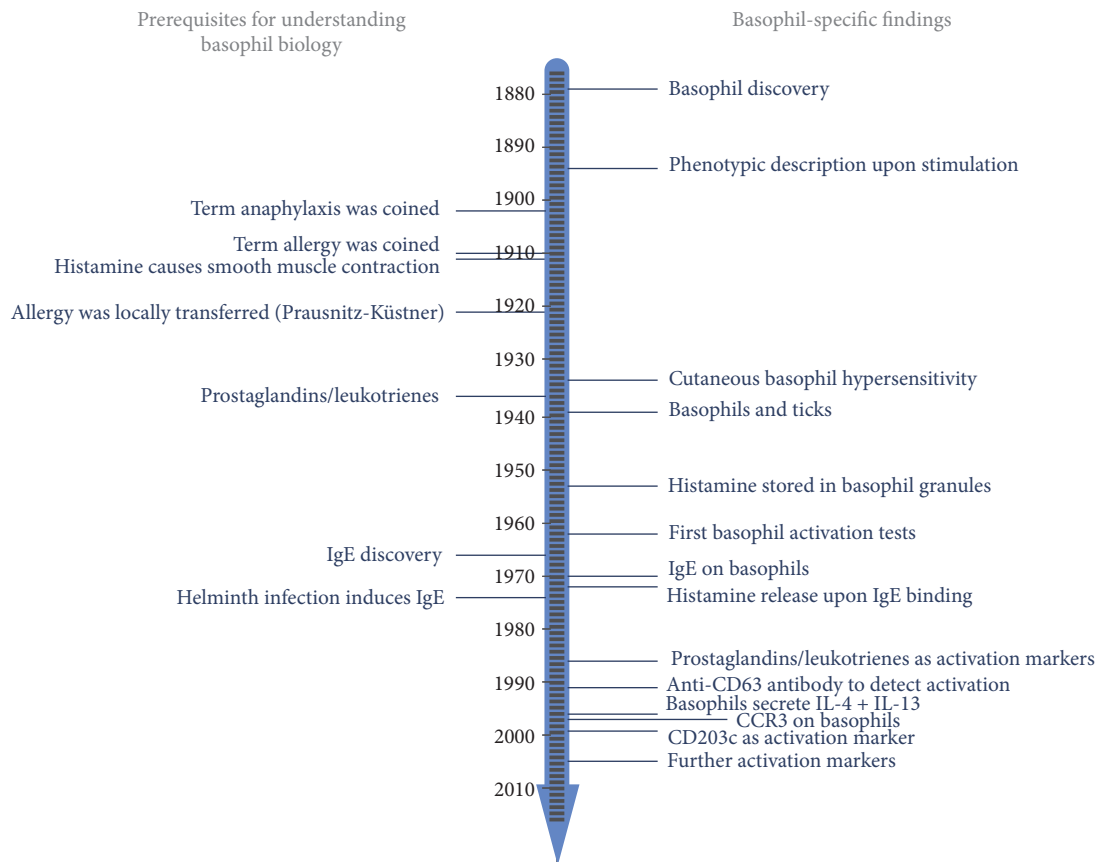 Prerequisites for understanding
basophil biology
Basophil-specific findings
1880
Basophil discovery
1890
Phenotypic description upon stimulation
1900
Term anaphylaxis was coined
Term allergy was coined
1910
Histamine causes smooth muscle contraction
1920
Allergy was locally transferred (Prausnitz-Küstner)
1930
Cutaneous basophil hypersensitivity
Prostaglandins/leukotrienes
Basophils and ticks
1940
1950
Histamine stored in basophil granules
1960
First basophil activation tests
IgE discovery
IgE on basophils
1970
Histamine release upon IgE binding
Helminth infection induces IgE
1980
Prostaglandins/leukotrienes as activation markers
1990
Anti-CD63 antibody to detect activation
Basophils secrete IL-4 + IL-13
CCR3 on basophils
2000
CD203c as activation marker
Further activation markers
2010